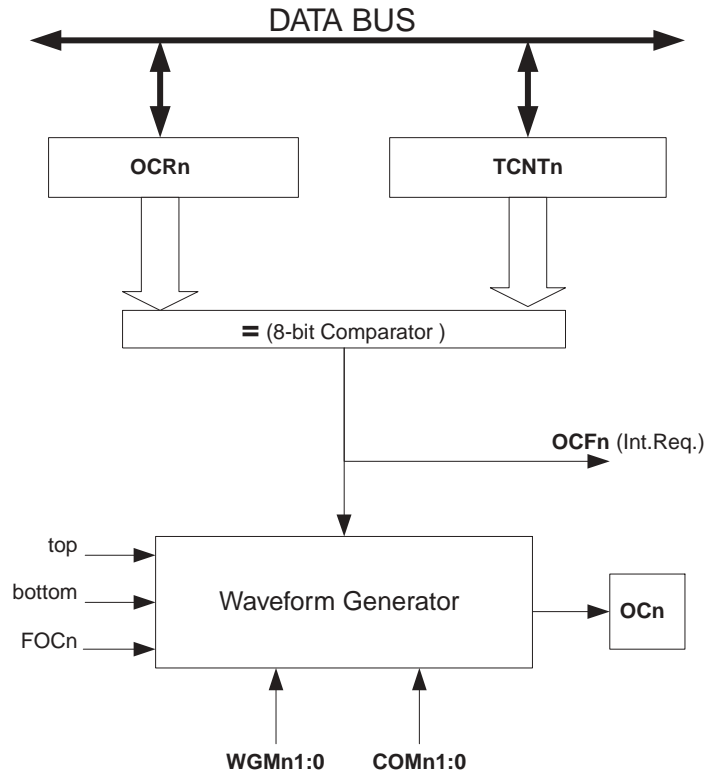 DATA BUS
OCRn
TCNTn
= (8-bit Comparator )
OCFn (Int.Req.)
top
bottom
FOCn
Waveform Generator
OCn
WGMn1:0
COMn1:0